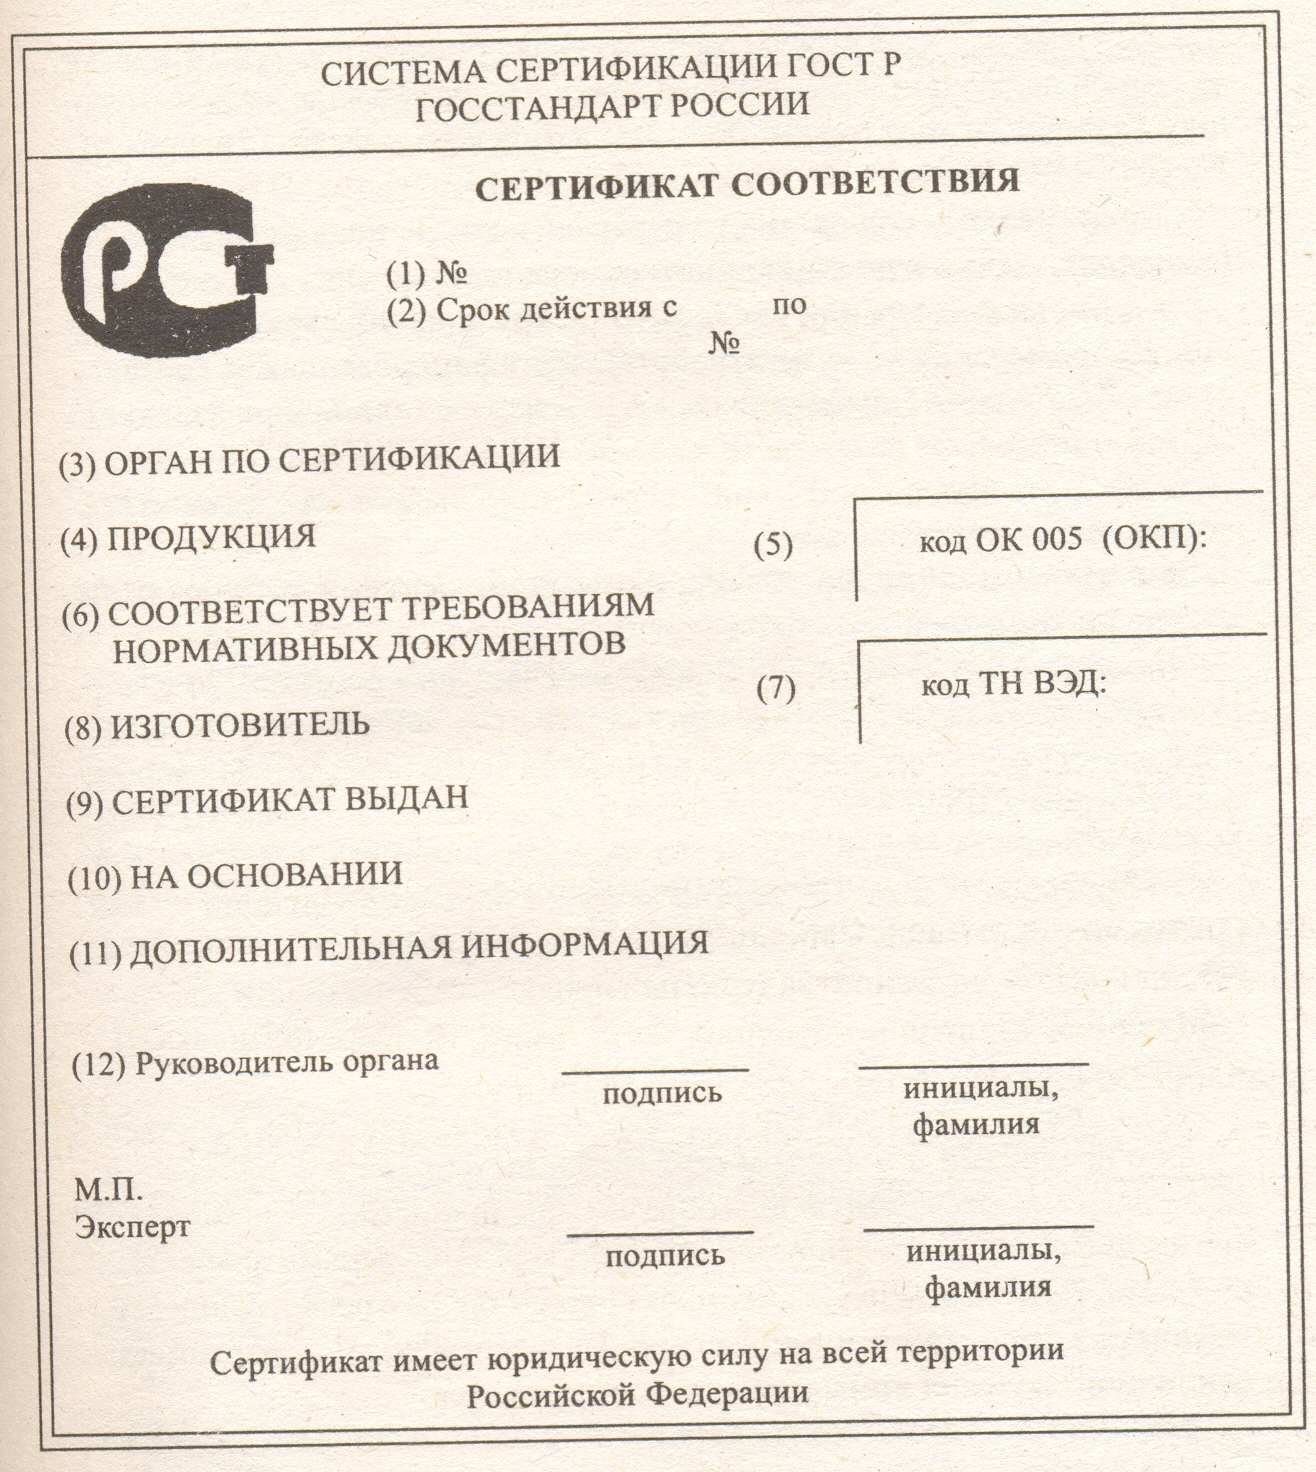 СИСТЕМА СЕРТИФИКАЦИИ ГОСТ Р
ГОССТАНДАРТ РОССИИ
СЕРТИФИКАТ СООТВЕТСТВИЯ
РСТ
(1) №
(2) Срок действия с по
№
(3) ОРГАН ПО СЕРТИФИКАЦИИ
(4) ПРОДУКЦИЯ
(5) код ОК 005 (ОКП):
(6) СООТВЕТСТВУЕТ ТРЕБОВАНИЯМ
НОРМАТИВНЫХ ДОКУМЕНТОВ
(7) код ТН ВЭД:
(8) ИЗГОТОВИТЕЛЬ
(9) СЕРТИФИКАТ ВЫДАН
(10) НА ОСНОВАНИИ
(11) ДОПОЛНИТЕЛЬНАЯ ИНФОРМАЦИЯ
(12) Руководитель органа
подпись
инициалы,
фамилия
М.П.
Эксперт
подпись
инициалы,
фамилия
Сертификат имеет юридическую силу на всей территории
Российской Федерации